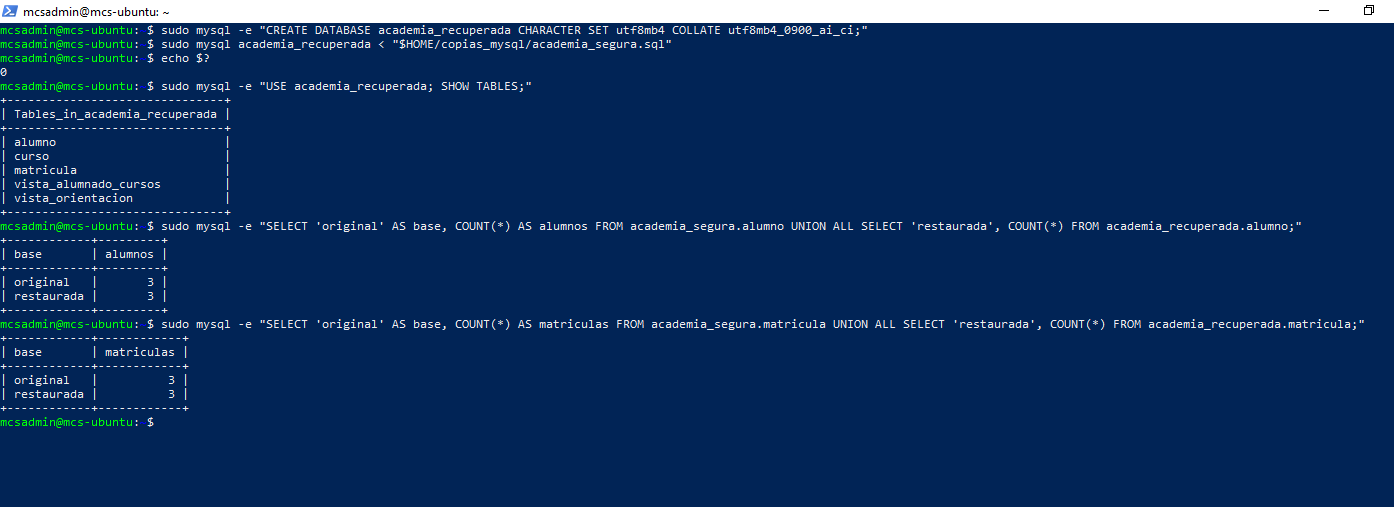 mcsadmin@mcs-ubuntu: ~
mcsadmin@mcs-ubuntu: $ sudo mysql -e "CREATE DATABASE academia_recuperada CHARACTER SET utf8mb4 COLLATE utf8mb4_0900_ai_ci;"
mcsadmin@mcs-ubuntu: $ sudo mysql academia_recuperada < "$HOME/copias_mysql/academia_segura.sql"
mcsadmin@mcs-ubuntu: $ echo $?
0
mcsadmin@mcs-ubuntu: $ sudo mysql -e "USE academia_recuperada; SHOW TABLES;"
+-------------------------------+
| Tables_in_academia_recuperada |
+-------------------------------+
| alumno                        |
| curso                         |
| matricula                     |
| vista_alumnado_cursos         |
| vista_orientacion             |
+-------------------------------+
mcsadmin@mcs-ubuntu: $ sudo mysql -e "SELECT 'original' AS base, COUNT(*) AS alumnos FROM academia_segura.alumno UNION ALL SELECT 'restaurada', COUNT(*) FROM academia_recuperada.alumno;"
+------------+---------+
| base       | alumnos |
+------------+---------+
| original   |       3 |
| restaurada |       3 |
+------------+---------+
mcsadmin@mcs-ubuntu: $ sudo mysql -e "SELECT 'original' AS base, COUNT(*) AS matriculas FROM academia_segura.matricula UNION ALL SELECT 'restaurada', COUNT(*) FROM academia_recuperada.matricula;"
+------------+------------+
| base       | matriculas |
+------------+------------+
| original   |          3 |
| restaurada |          3 |
+------------+------------+
mcsadmin@mcs-ubuntu: $